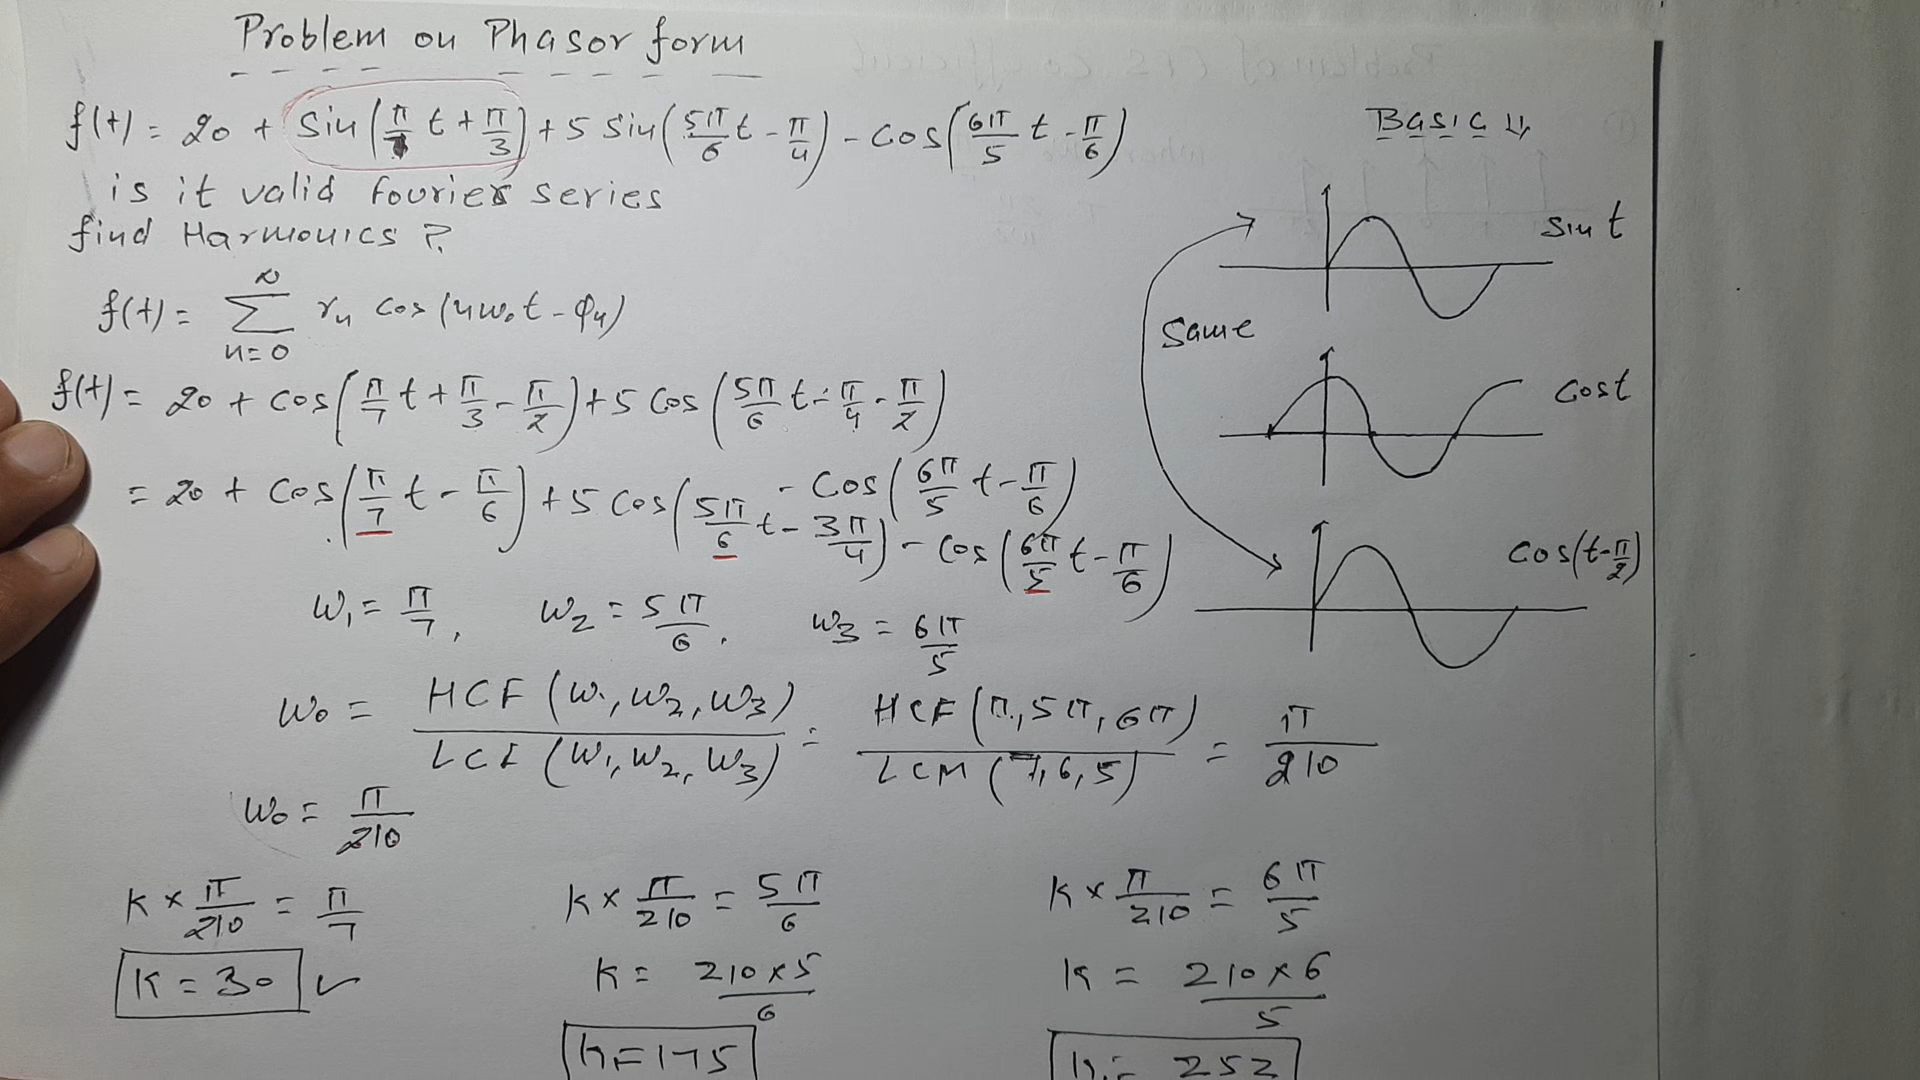 Problem on Phasor form
f(t) = 20 + Sin(π/7 t + π/3) + 5 Sin(5π/6 t - π/4) - cos(6π/5 t - π/6)
is it valid fourier series
find Harmonics ?
f(t) = ∑_{n=0}^{∞} r_n cos(nω₀t - φ_n)
f(t) = 20 + cos(π/7 t + π/3 - π/2) + 5 cos(5π/6 t - π/4 - π/2)
- cos(6π/5 t - π/6)
= 20 + cos(π/7 t - π/6) + 5 cos(5π/6 t - 3π/4) - cos(6π/5 t - π/6)
ω₁ = π/7, ω₂ = 5π/6, ω₃ = 6π/5
ω₀ = HCF(ω₁, ω₂, ω₃) / LCF(ω₁, ω₂, ω₃) = HCF(π, 5π, 6π) / LCM(7, 6, 5) = π/210
ω₀ = π/210
K × π/210 = π/7
K = 30 ✓
K × π/210 = 5π/6
K = 210×5/6
K = 175
K × π/210 = 6π/5
K = 210×6/5
K = 252
BASIC
Sin t
Same
cos t
cos(t - π/2)